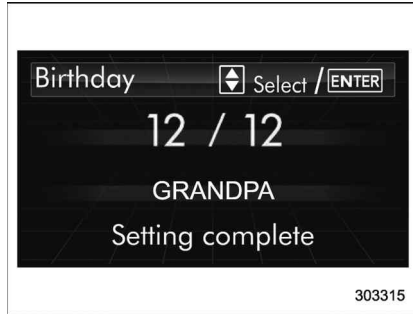 Birthday Select / ENTER
12 / 12
GRANDPA
Setting complete
303315